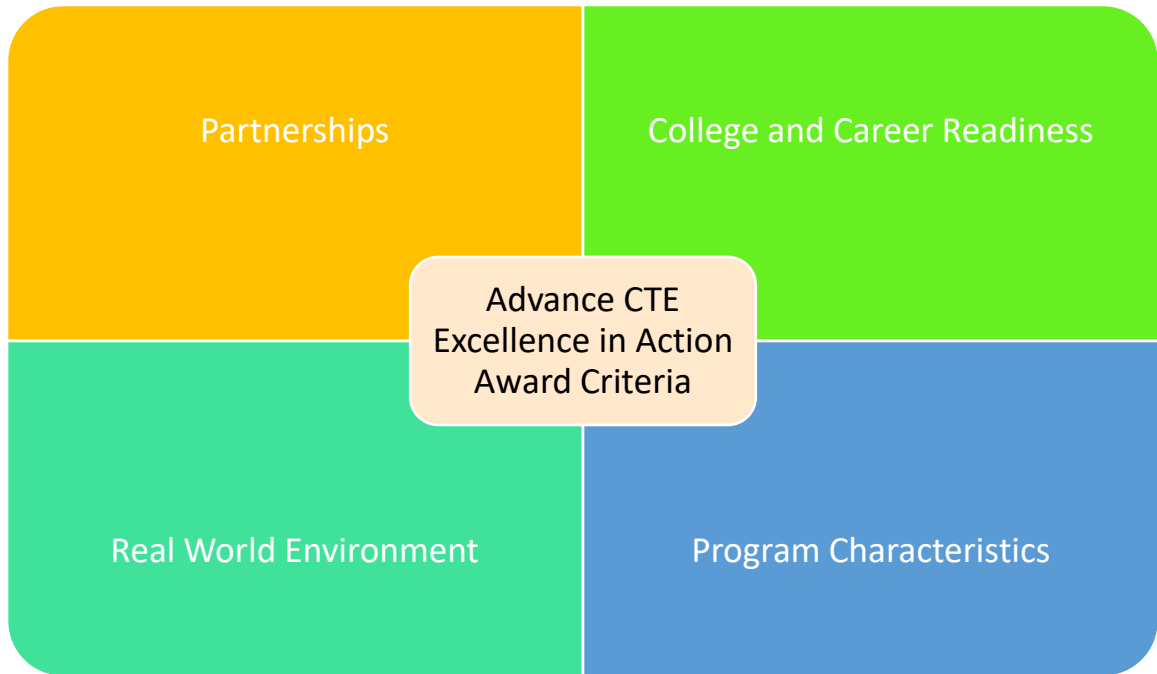 Partnerships
College and Career Readiness
Advance CTE
Excellence in Action
Award Criteria
Real World Environment
Program Characteristics